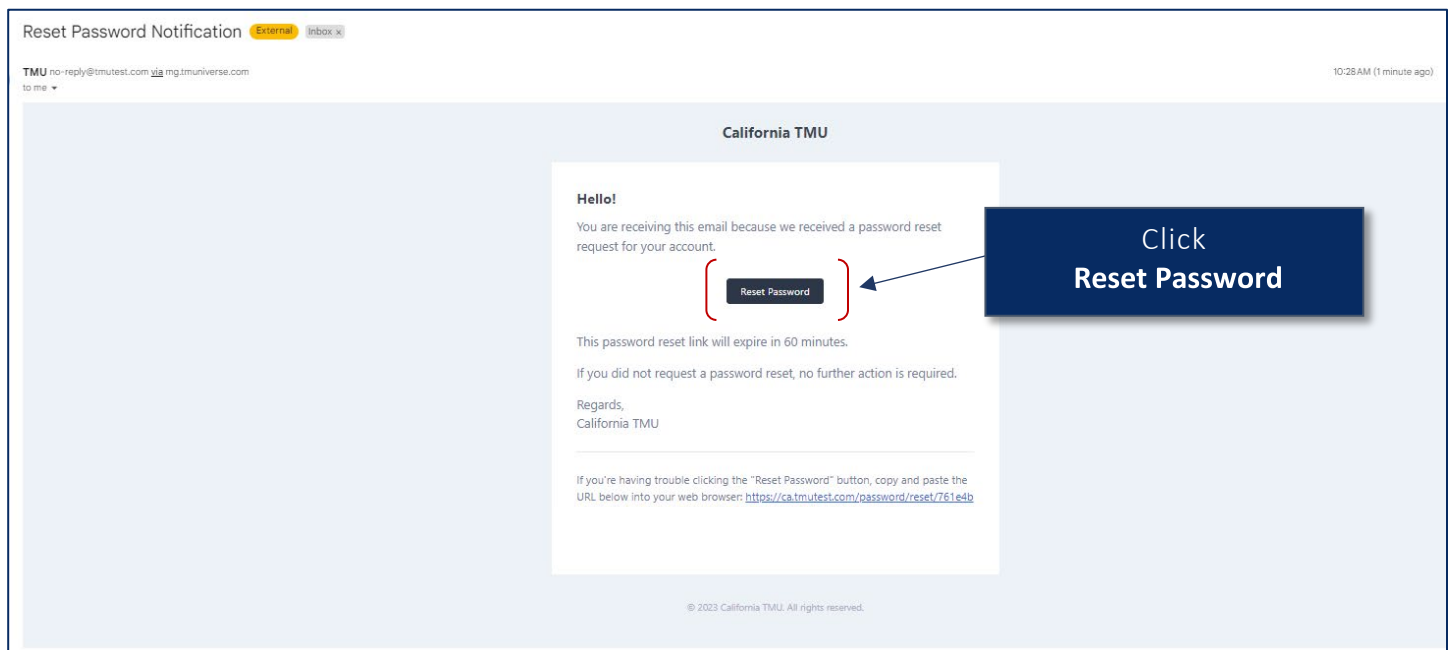 Reset Password Notification External Inbox x
TMU no-reply@tmutest.com via mg.tmuniverse.com
10:28 AM (1 minute ago)
to me
California TMU
Hello!
You are receiving this email because we received a password reset
request for your account.
Reset Password
Click
Reset Password
This password reset link will expire in 60 minutes.
If you did not request a password reset, no further action is required.
Regards,
California TMU
If you're having trouble clicking the "Reset Password" button, copy and paste the
URL below into your web browser: https://ca.tmutest.com/password/reset/761e4b
© 2023 California TMU. All rights reserved.